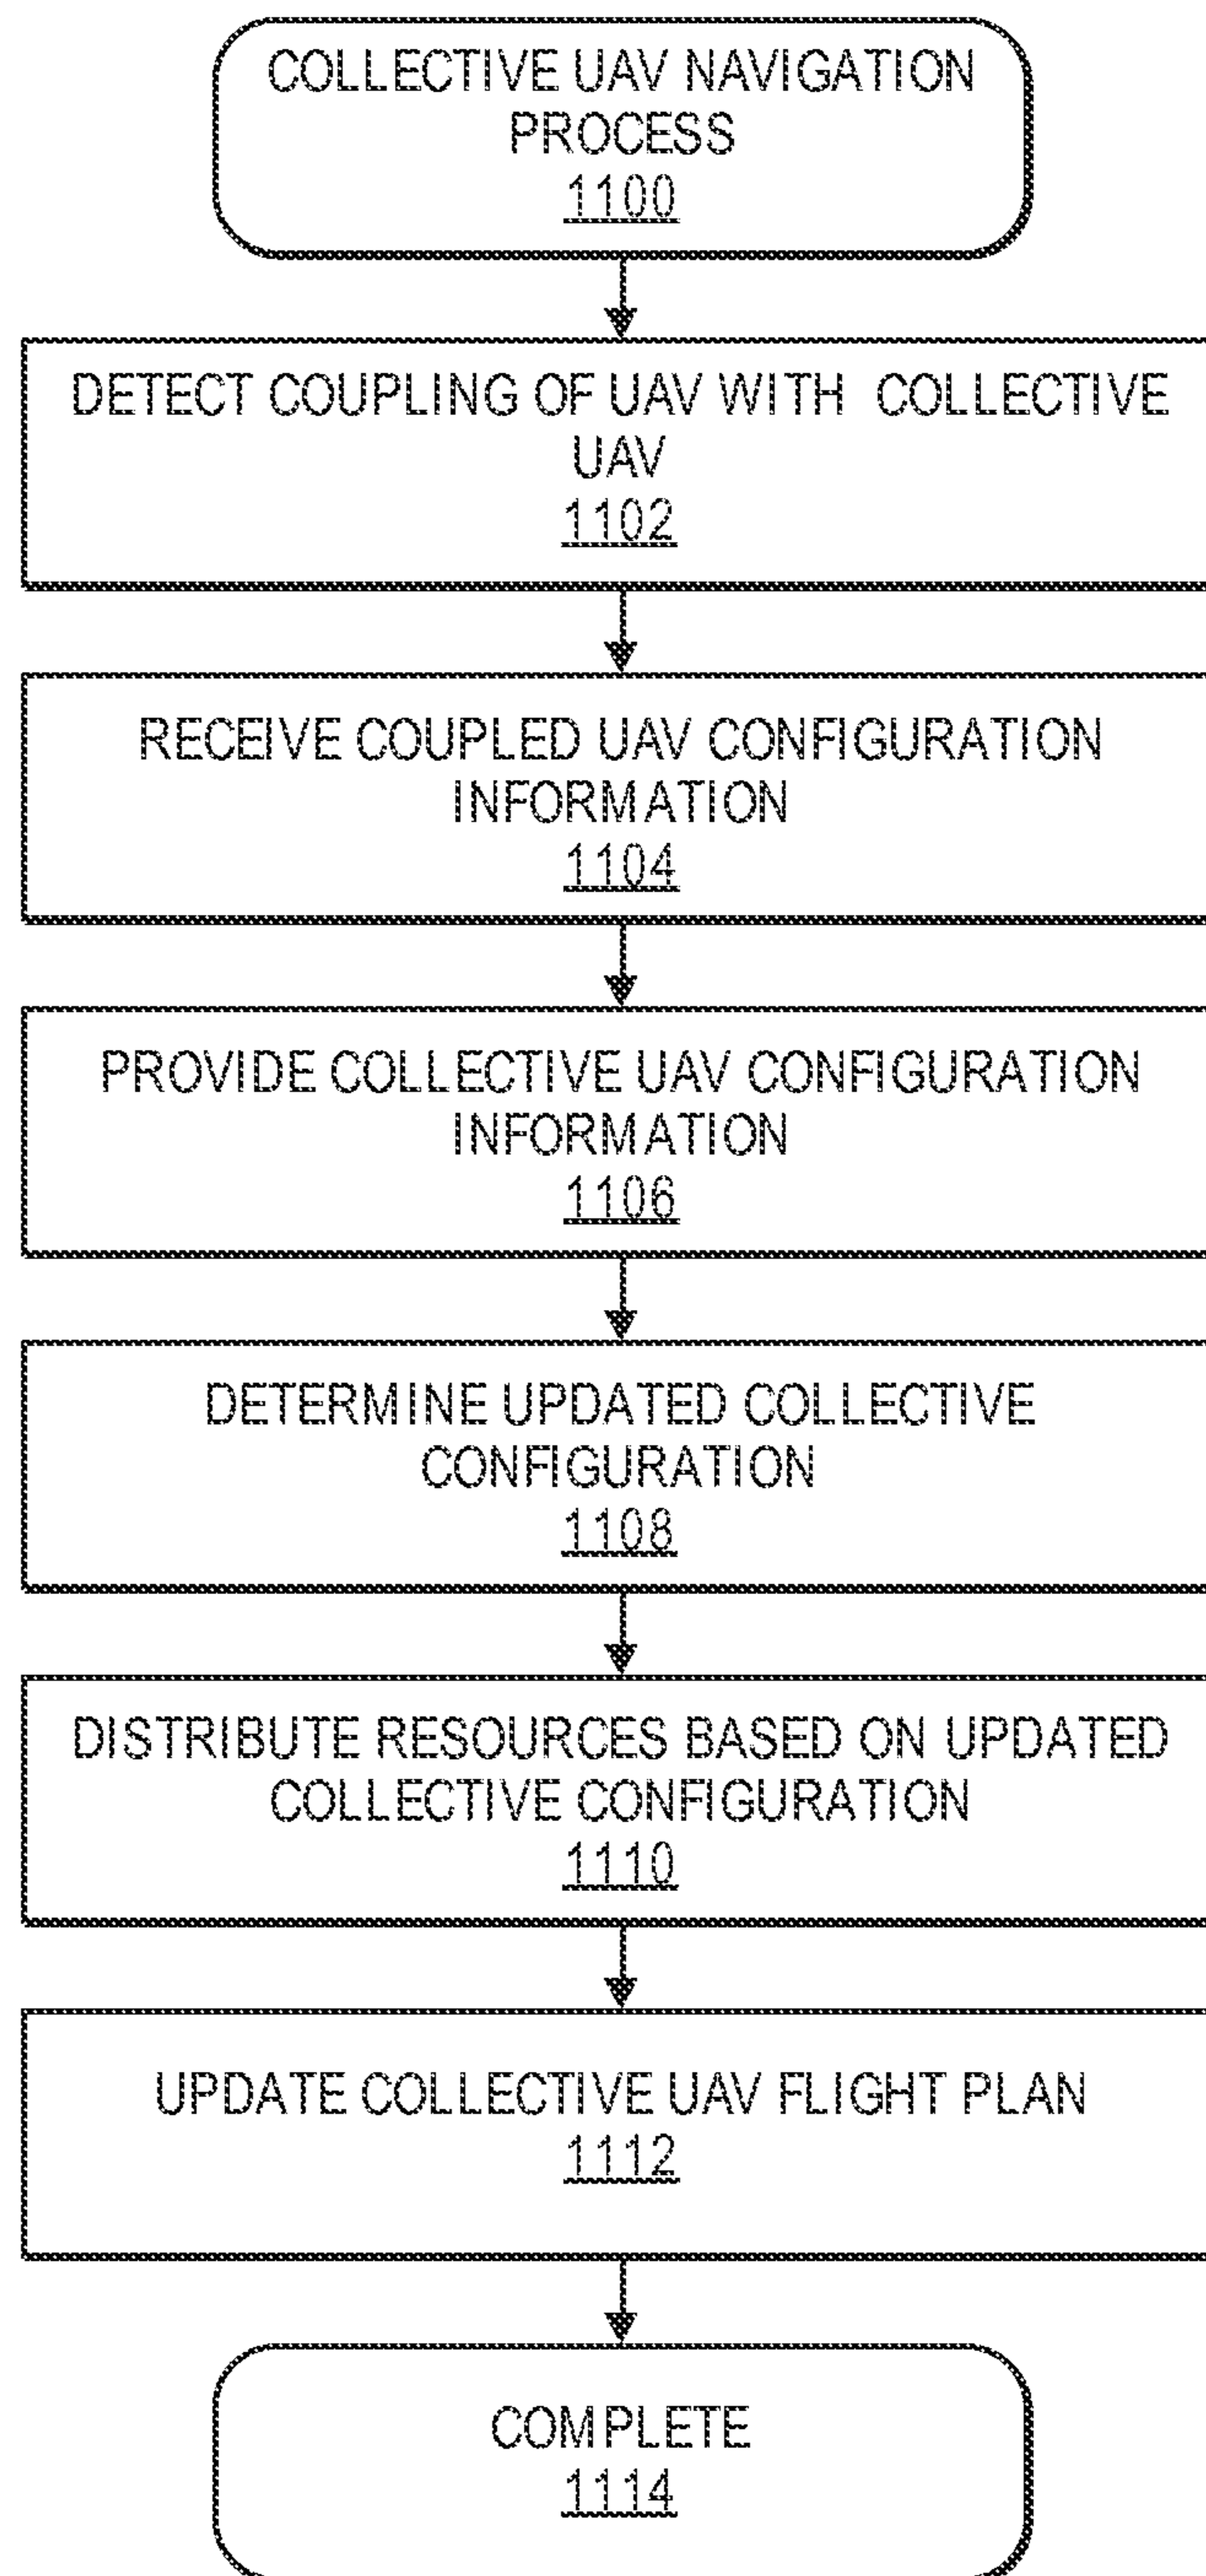 COLLECTIVE UAV NAVIGATION
PROCESS
1100
DETECT COUPLING OF UAV WITH COLLECTIVE
UAV
1102
RECEIVE COUPLED UAV CONFIGURATION
INFORMATION
1104
PROVIDE COLLECTIVE UAV CONFIGURATION
INFORMATION
1106
DETERMINE UPDATED COLLECTIVE
CONFIGURATION
1108
DISTRIBUTE RESOURCES BASED ON UPDATED
COLLECTIVE CONFIGURATION
1110
UPDATE COLLECTIVE UAV FLIGHT PLAN
1112
COMPLETE
1114